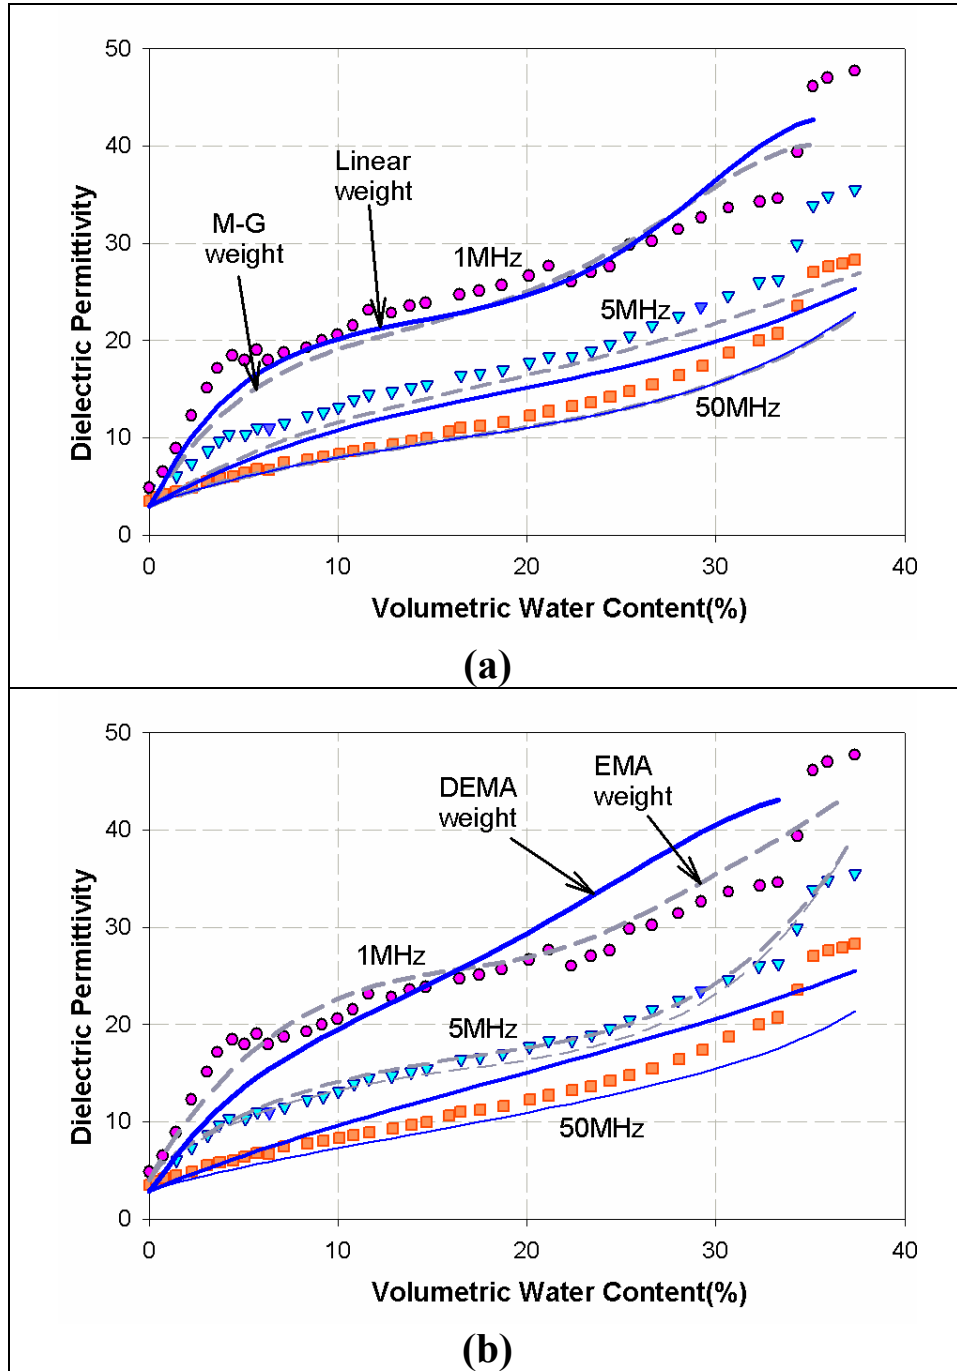 50
40
30
20
10
0
Dielectric Permittivity
Linear
weight
M-G
weight
1MHz
5MHz
50MHz
0
10
20
30
40
Volumetric Water Content(%)
(a)
50
40
30
20
10
0
Dielectric Permittivity
DEMA
weight
EMA
weight
1MHz
5MHz
50MHz
0
10
20
30
40
Volumetric Water Content(%)
(b)